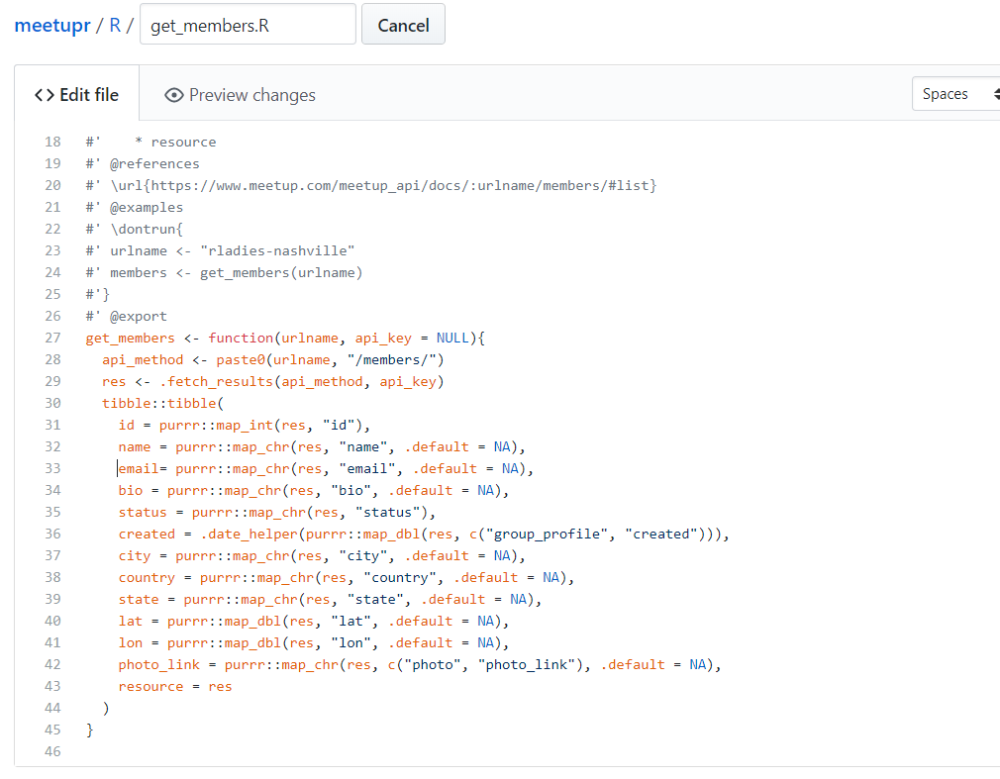 meetupr / R / get_members.R Cancel
<> Edit file Preview changes Spaces
18 #'    * resource
19 #' @references
20 #' \url{https://www.meetup.com/meetup_api/docs/:urlname/members/#list}
21 #' @examples
22 #' \dontrun{
23 #' urlname <- "rladies-nashville"
24 #' members <- get_members(urlname)
25 #'}
26 #' @export
27 get_members <- function(urlname, api_key = NULL){
28   api_method <- paste0(urlname, "/members/")
29   res <- .fetch_results(api_method, api_key)
30   tibble::tibble(
31     id = purrr::map_int(res, "id"),
32     name = purrr::map_chr(res, "name", .default = NA),
33     email= purrr::map_chr(res, "email", .default = NA),
34     bio = purrr::map_chr(res, "bio", .default = NA),
35     status = purrr::map_chr(res, "status"),
36     created = .date_helper(purrr::map_dbl(res, c("group_profile", "created"))),
37     city = purrr::map_chr(res, "city", .default = NA),
38     country = purrr::map_chr(res, "country", .default = NA),
39     state = purrr::map_chr(res, "state", .default = NA),
40     lat = purrr::map_dbl(res, "lat", .default = NA),
41     lon = purrr::map_dbl(res, "lon", .default = NA),
42     photo_link = purrr::map_chr(res, c("photo", "photo_link"), .default = NA),
43     resource = res
44   )
45 }
46